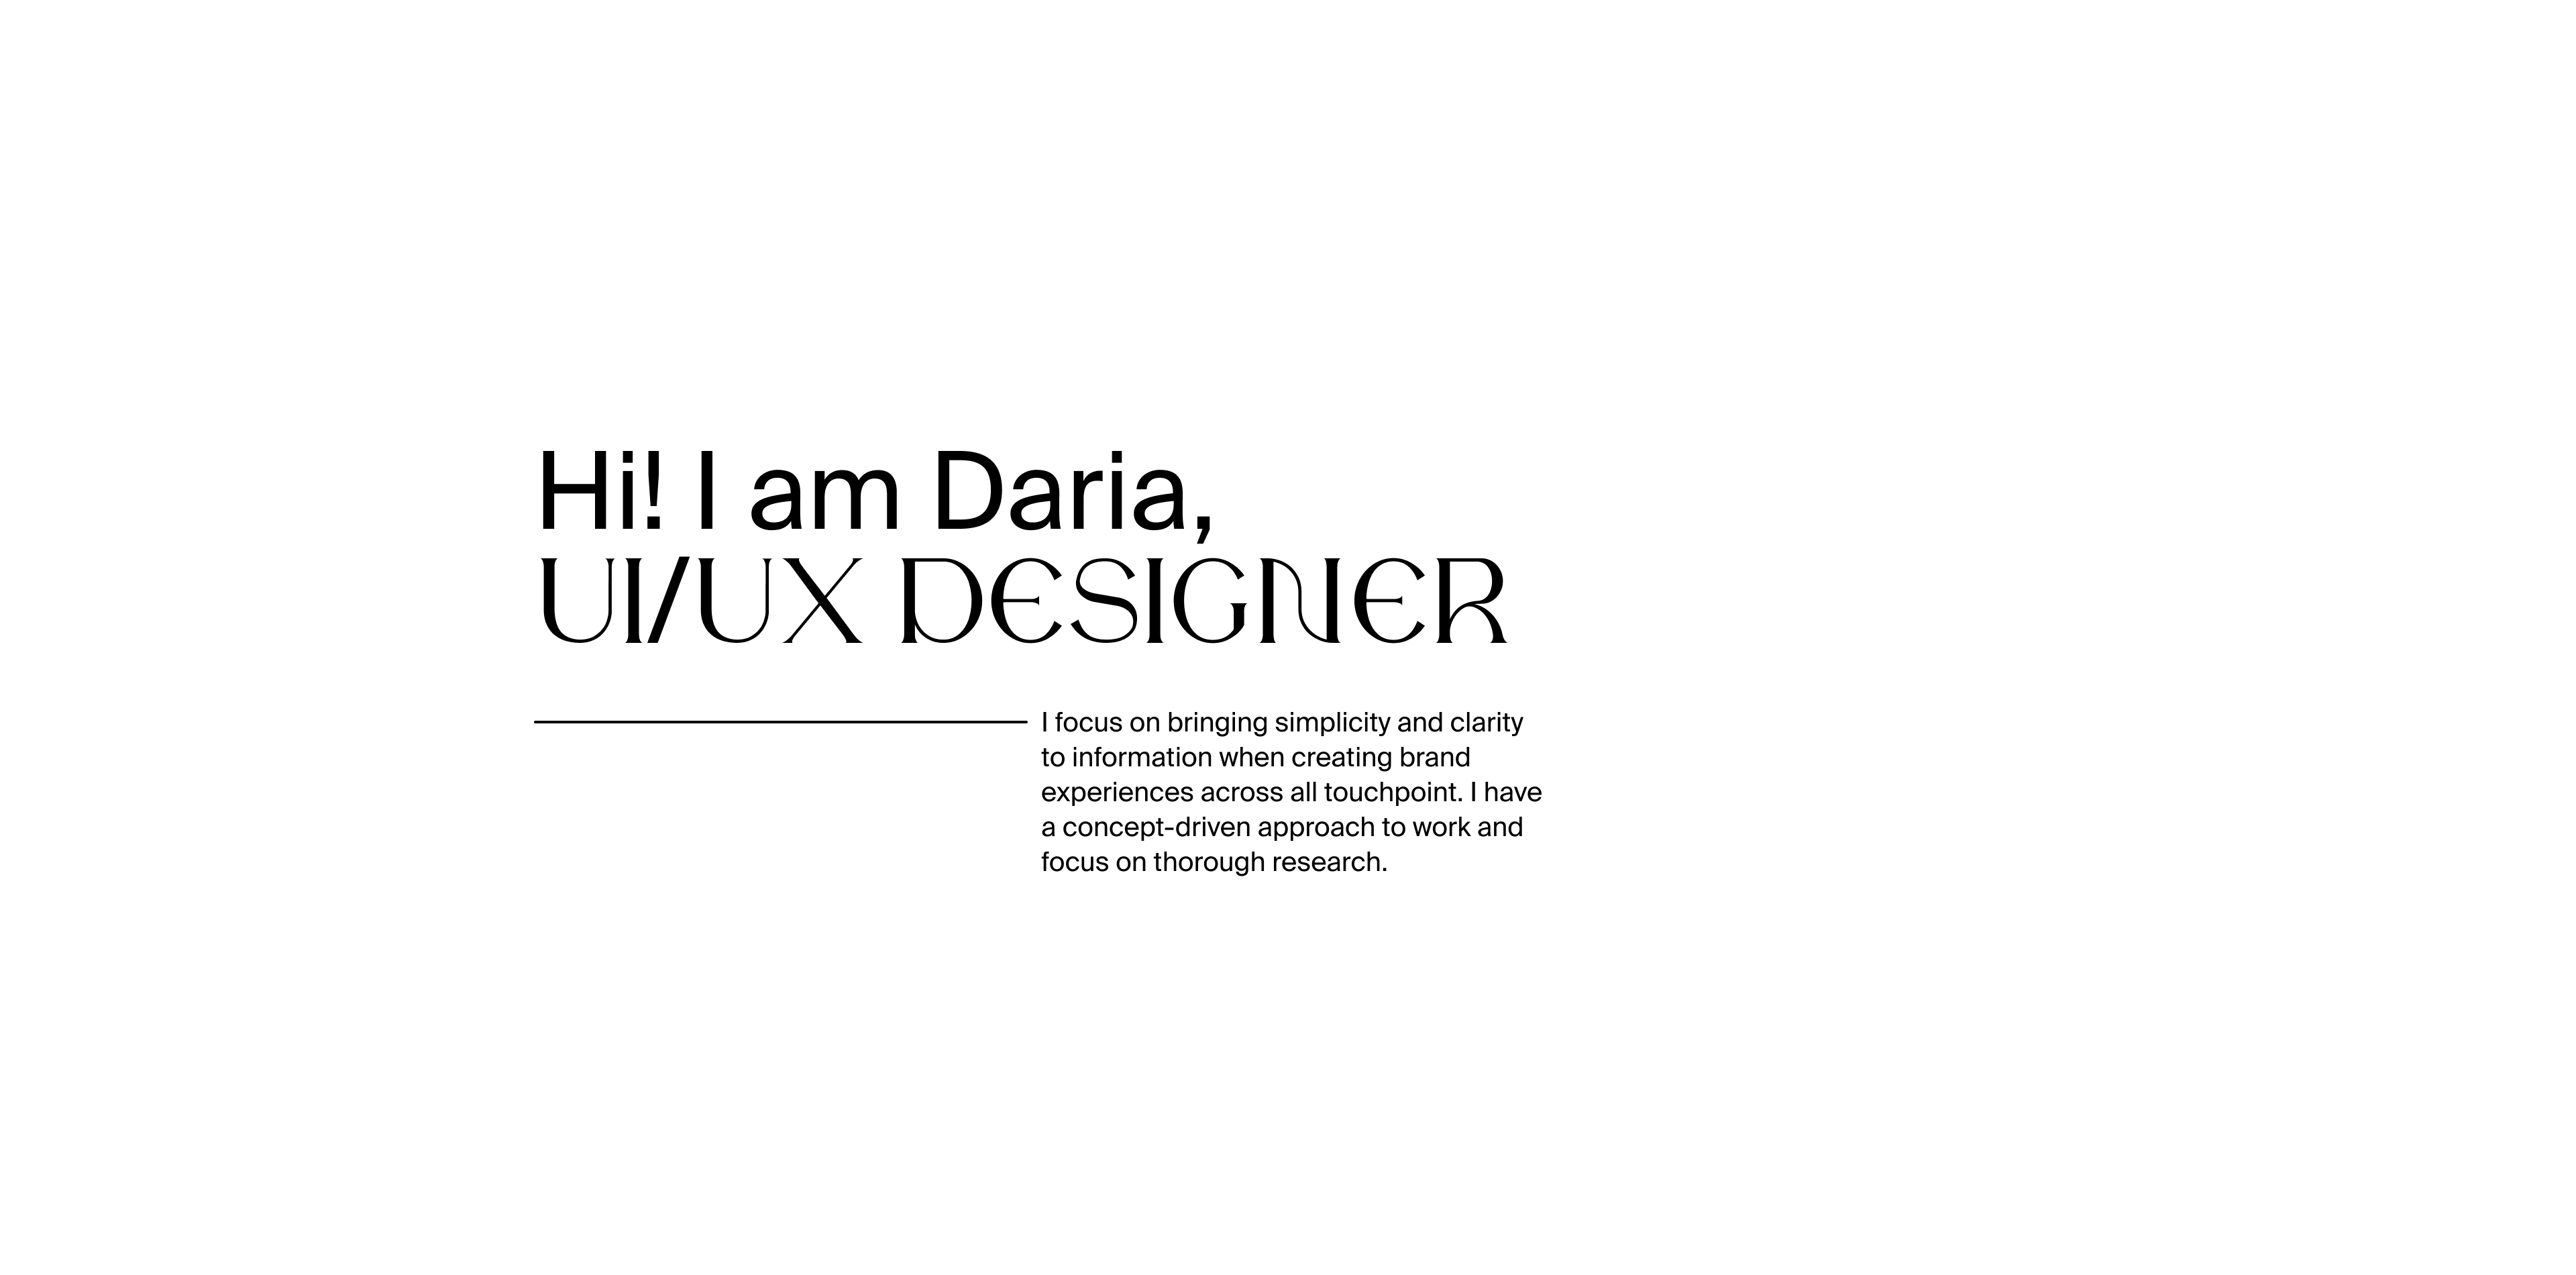 Hi! I am Daria,
UI/UX DESIGNER
I focus on bringing simplicity and clarity
to information when creating brand
experiences across all touchpoint. I have
a concept-driven approach to work and
focus on thorough research.